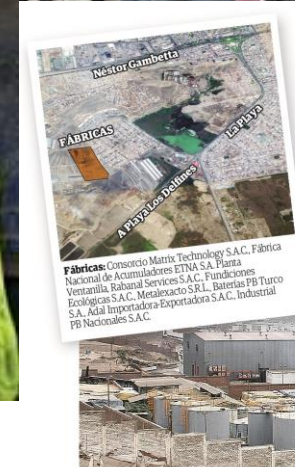 Néstor Gambetta
FÁBRICAS
La Playa
A Playa Los Delfines
Fábricas: Consorcio Matrix Technology S.A.C., Fábrica
Nacional de Acumuladores ETNA S.A. Planta
Ventanilla, Rabanal Services S.A.C., Fundiciones
Ecológicas S.A.C., Metalexacto S.R.L., Baterías PB Turco
S.A., Adal Importadora-Exportadora S.A.C., Industrial
PB Nacionales S.A.C.